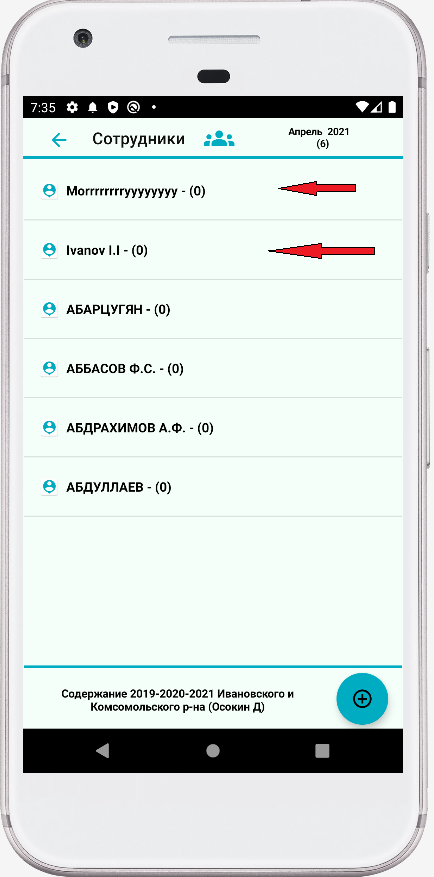 7:35
Сотрудники
Апрель 2021
(6)
Morrrrrrrryyyyyyyy - (0)
Ivanov I.I - (0)
АБАРЦУГЯН - (0)
АББАСОВ Ф.С. - (0)
АБДРАХИМОВ А.Ф. - (0)
АБДУЛЛАЕВ - (0)
Содержание 2019-2020-2021 Ивановского и
Комсомольского р-на (Осокин Д)